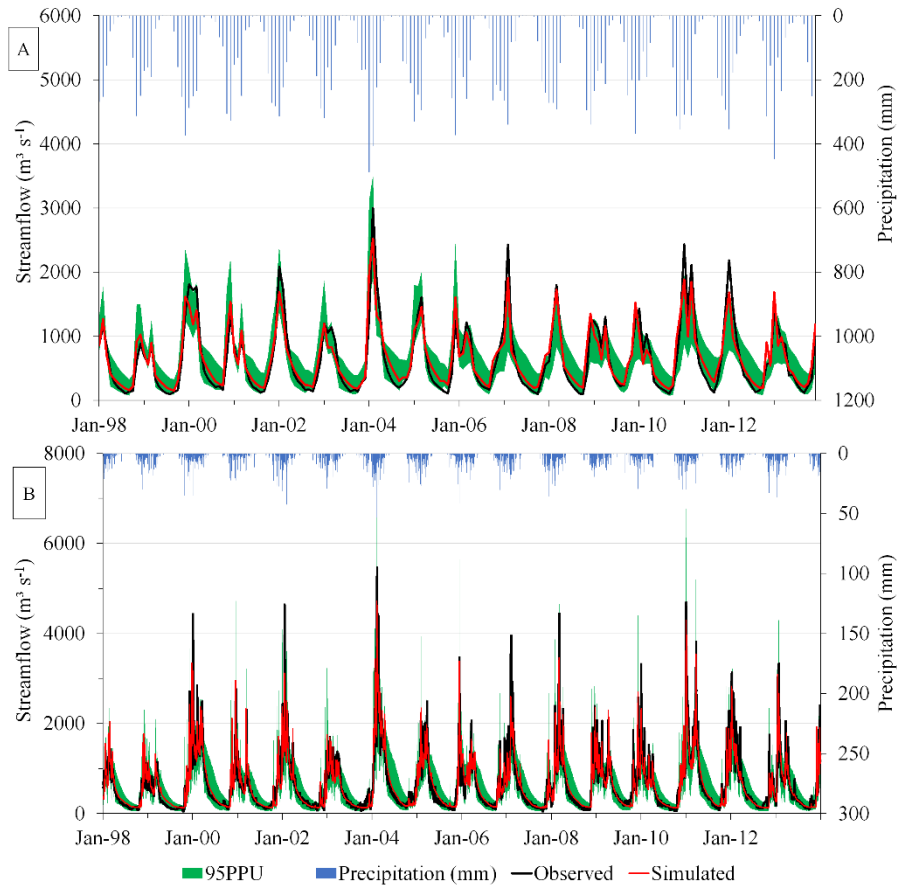 A
6000
5000
4000
3000
2000
1000
0
Streamflow (m³ s⁻¹)
0
200
400
600
800
1000
1200
Precipitation (mm)
Jan-98 Jan-00 Jan-02 Jan-04 Jan-06 Jan-08 Jan-10 Jan-12
B
8000
6000
4000
2000
0
Streamflow (m³ s⁻¹)
0
50
100
150
200
250
300
Precipitation (mm)
Jan-98 Jan-00 Jan-02 Jan-04 Jan-06 Jan-08 Jan-10 Jan-12
95PPU Precipitation (mm) Observed Simulated